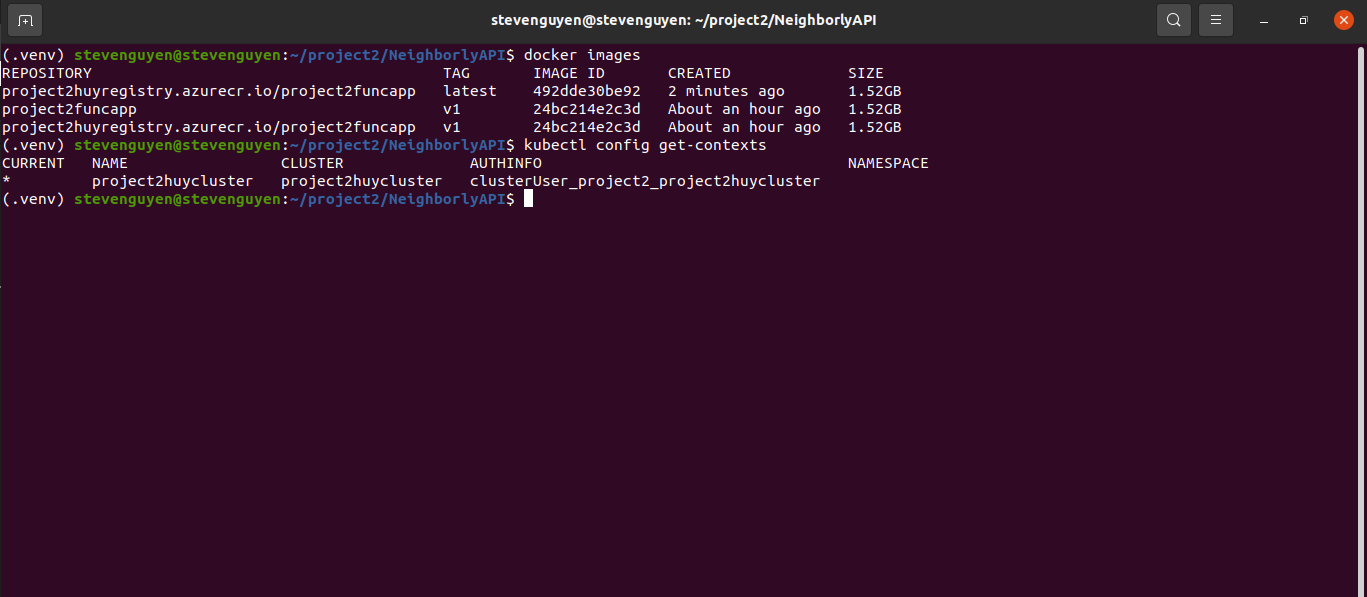 stevenguyen@stevenguyen: ~/project2/NeighborlyAPI
(.venv) stevenguyen@stevenguyen:~/project2/NeighborlyAPI$ docker images
REPOSITORY TAG IMAGE ID CREATED SIZE
project2huyregistry.azurecr.io/project2funcapp latest 492dde30be92 2 minutes ago 1.52GB
project2funcapp v1 24bc214e2c3d About an hour ago 1.52GB
project2huyregistry.azurecr.io/project2funcapp v1 24bc214e2c3d About an hour ago 1.52GB
(.venv) stevenguyen@stevenguyen:~/project2/NeighborlyAPI$ kubectl config get-contexts
CURRENT NAME CLUSTER AUTHINFO NAMESPACE
* project2huycluster project2huycluster clusterUser_project2_project2huycluster
(.venv) stevenguyen@stevenguyen:~/project2/NeighborlyAPI$